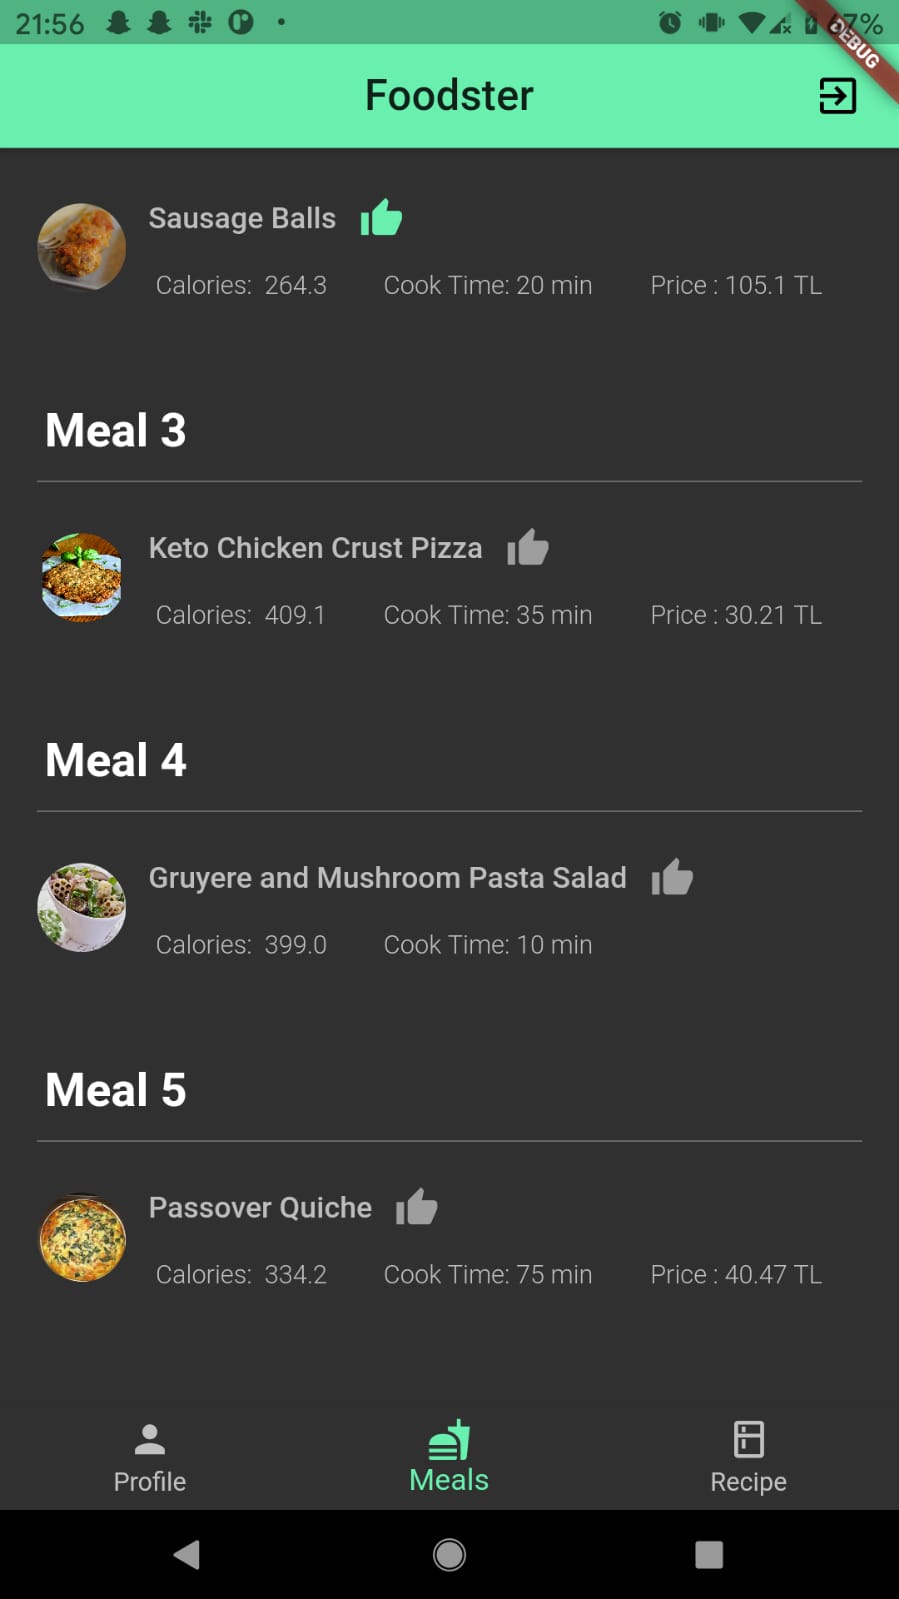 21:56
67%
DEBUG
Foodster
Sausage Balls
Calories: 264.3 Cook Time: 20 min Price : 105.1 TL
Meal 3
Keto Chicken Crust Pizza
Calories: 409.1 Cook Time: 35 min Price : 30.21 TL
Meal 4
Gruyere and Mushroom Pasta Salad
Calories: 399.0 Cook Time: 10 min
Meal 5
Passover Quiche
Calories: 334.2 Cook Time: 75 min Price : 40.47 TL
Profile Meals Recipe